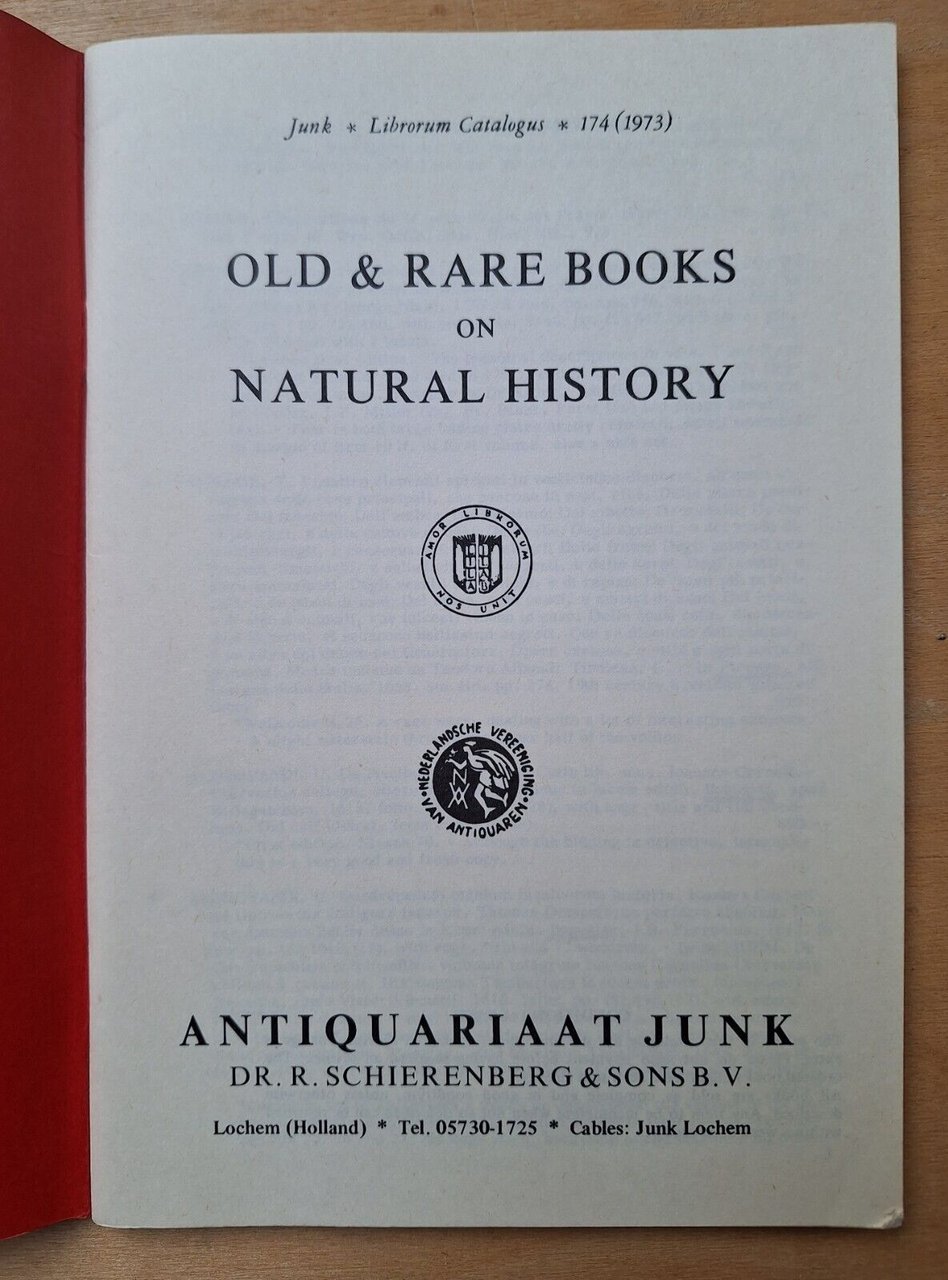 Junk * Librorum Catalogus * 174 (1973)
OLD & RARE BOOKS
ON
NATURAL HISTORY
AMOR LIBRORUM
NOS UNIT
NEDERLANDSCHE VEREENIGING
VAN ANTIQUAREN
ANTIQUARIAAT JUNK
DR. R. SCHIERENBERG & SONS B.V.
Lochem (Holland) * Tel. 05730-1725 * Cables: Junk Lochem